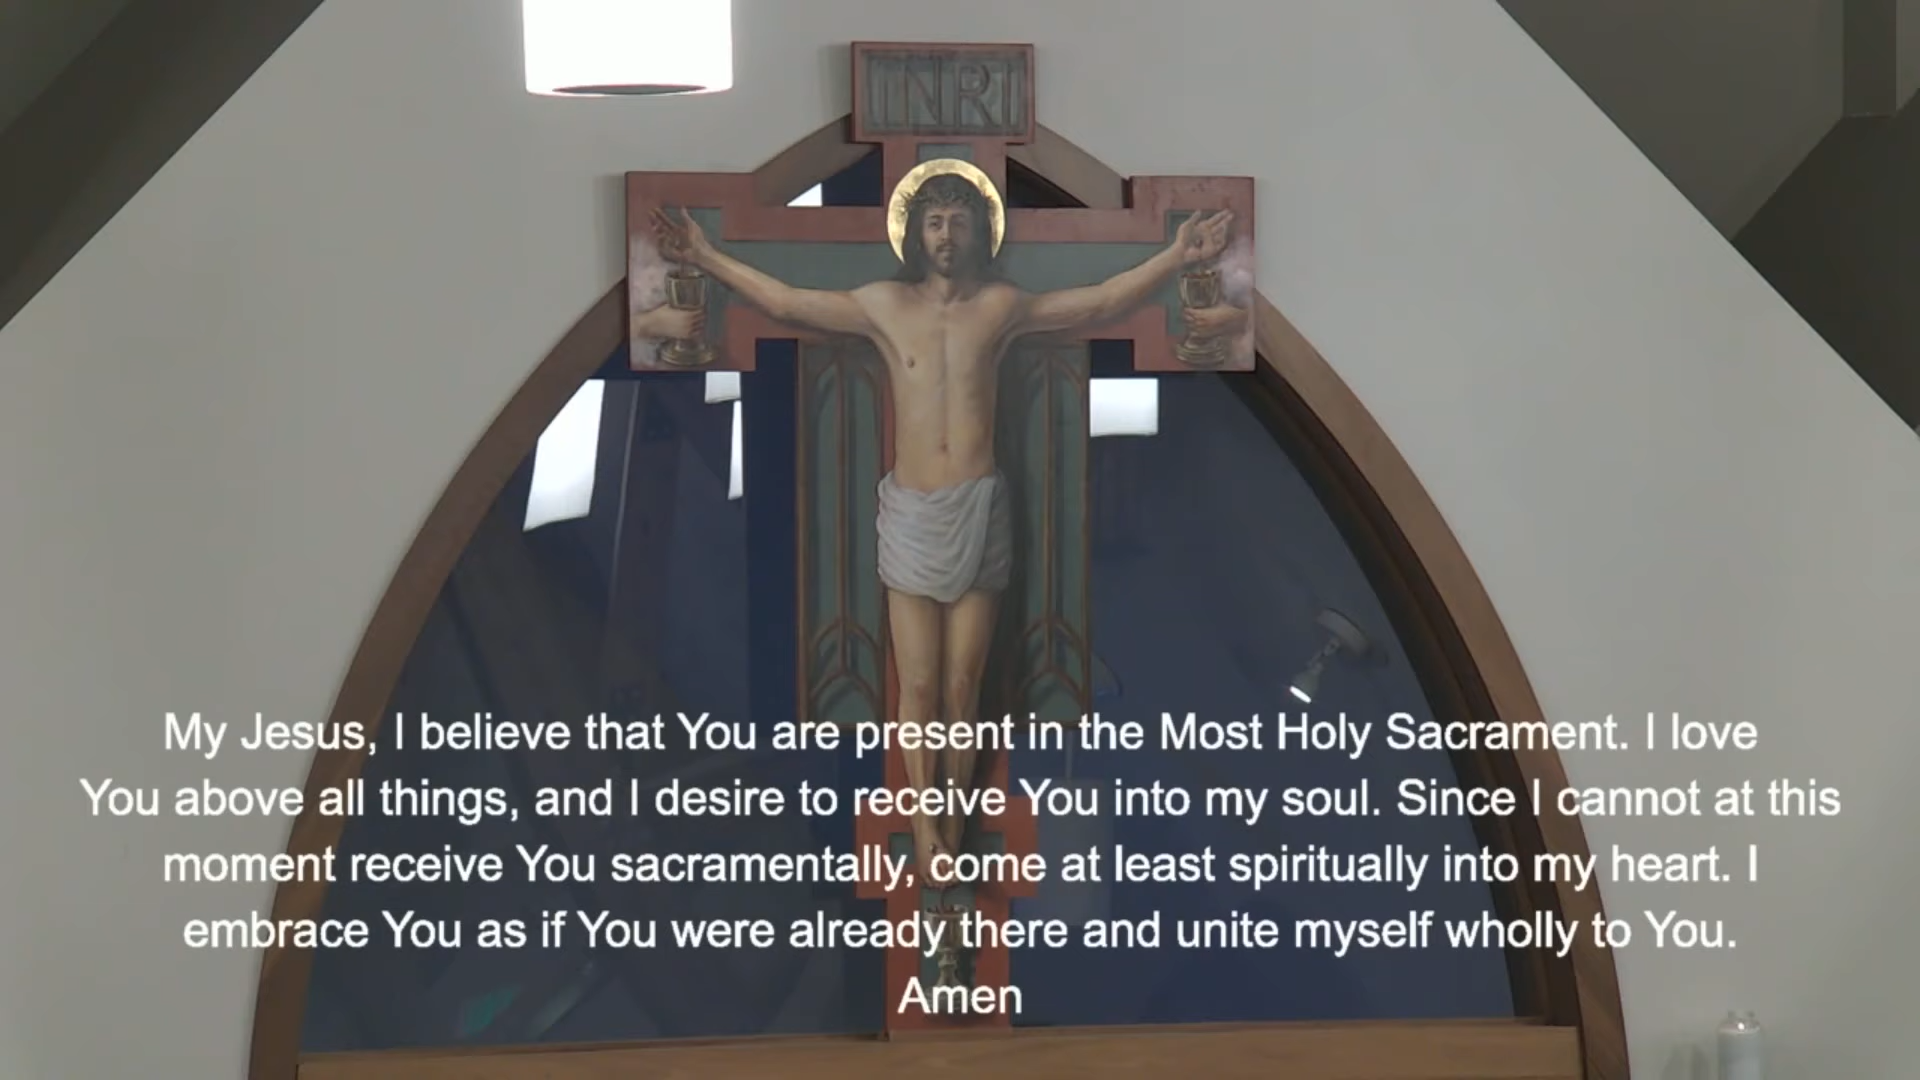 INRI
My Jesus, I believe that You are present in the Most Holy Sacrament. I love
You above all things, and I desire to receive You into my soul. Since I cannot at this
moment receive You sacramentally, come at least spiritually into my heart. I
embrace You as if You were already there and unite myself wholly to You.
Amen